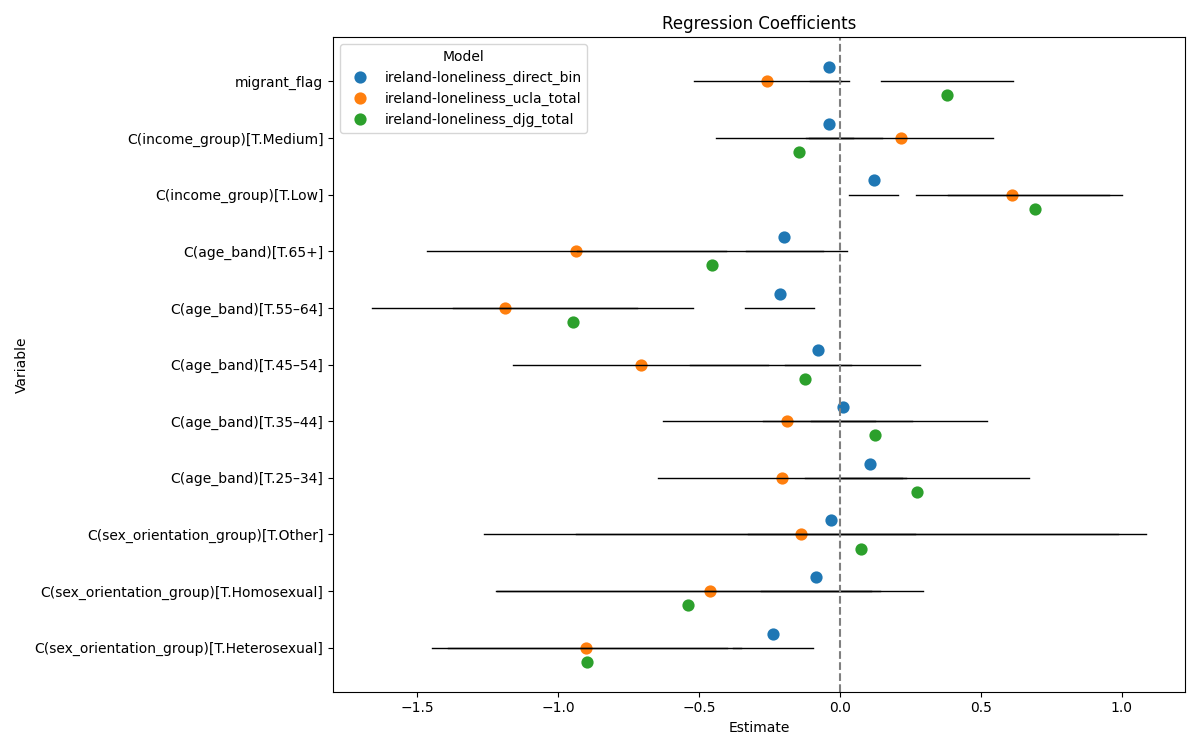 Regression Coefficients
Model
ireland-loneliness_direct_bin
ireland-loneliness_ucla_total
ireland-loneliness_djg_total
Variable
migrant_flag
C(income_group)[T.Medium]
C(income_group)[T.Low]
C(age_band)[T.65+]
C(age_band)[T.55–64]
C(age_band)[T.45–54]
C(age_band)[T.35–44]
C(age_band)[T.25–34]
C(sex_orientation_group)[T.Other]
C(sex_orientation_group)[T.Homosexual]
C(sex_orientation_group)[T.Heterosexual]
−1.5 −1.0 −0.5 0.0 0.5 1.0
Estimate